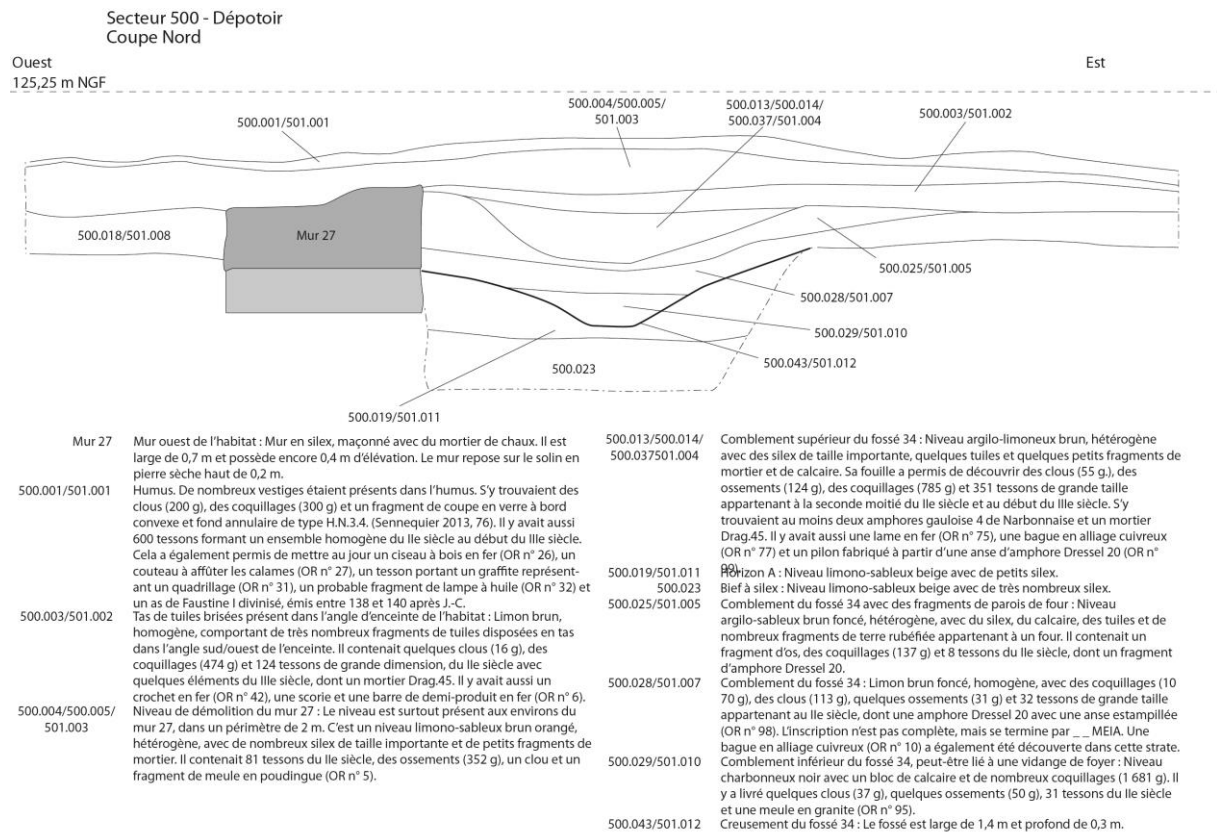 Secteur 500 - Dépotoir
Coupe Nord
Ouest
Est
125,25 m NGF
500.001/501.001
500.004/500.005/
501.003
500.013/500.014/
500.037/501.004
500.003/501.002
500.018/501.008
Mur 27
500.025/501.005
500.028/501.007
500.029/501.010
500.043/501.012
500.023
500.019/501.011
Mur 27
Mur ouest de l'habitat : Mur en silex, maçonné avec du mortier de chaux. Il est
large de 0,7 m et possède encore 0,4 m d'élévation. Le mur repose sur le solin en
pierre sèche haut de 0,2 m.
500.001/501.001
Humus. De nombreux vestiges étaient présents dans l'humus. S'y trouvaient des
clous (200 g), des coquillages (300 g) et un fragment de coupe en verre à bord
convexe et fond annulaire de type H.N.3.4. (Sennequier 2013, 76). Il y avait aussi
600 tessons formant un ensemble homogène du IIe siècle au début du IIIe siècle.
Cela a également permis de mettre au jour un ciseau à bois en fer (OR n° 26), un
couteau à affûter les calames (OR n° 27), un tesson portant un graffite représent-
ant un quadrillage (OR n° 31), un probable fragment de lampe à huile (OR n° 32) et
un as de Faustine I divinisé, émis entre 138 et 140 après J.-C.
500.003/501.002
Tas de tuiles brisées présent dans l'angle d'enceinte de l'habitat : Limon brun,
homogène, comportant de très nombreux fragments de tuiles disposées en tas
dans l'angle sud/ouest de l'enceinte. Il contenait quelques clous (16 g), des
coquillages (474 g) et 124 tessons de grande dimension, du IIe siècle avec
quelques éléments du IIIe siècle, dont un mortier Drag.45. Il y avait aussi un
crochet en fer (OR n° 42), une scorie et une barre de demi-produit en fer (OR n° 6).
500.004/500.005/
501.003
Niveau de démolition du mur 27 : Le niveau est surtout présent aux environs du
mur 27, dans un périmètre de 2 m. C'est un niveau limono-sableux brun orangé,
hétérogène, avec de nombreux silex de taille importante et de petits fragments de
mortier. Il contenait 81 tessons du IIe siècle, des ossements (352 g), un clou et un
fragment de meule en poudingue (OR n° 5).
500.013/500.014/
500.037501.004
Comblement supérieur du fossé 34 : Niveau argilo-limoneux brun, hétérogène
avec des silex de taille importante, quelques tuiles et quelques petits fragments de
mortier et de calcaire. Sa fouille a permis de découvrir des clous (55 g.), des
ossements (124 g), des coquillages (785 g) et 351 tessons de grande taille
appartenant à la seconde moitié du IIe siècle et au début du IIIe siècle. S'y
trouvaient au moins deux amphores gauloise 4 de Narbonnaise et un mortier
Drag.45. Il y avait aussi une lame en fer (OR n° 75), une bague en alliage cuivreux
(OR n° 77) et un pilon fabriqué à partir d'une anse d'amphore Dressel 20 (OR n°
99).
500.019/501.011
Horizon A : Niveau limono-sableux beige avec de petits silex.
500.023
Bief à silex : Niveau limono-sableux beige avec de très nombreux silex.
500.025/501.005
Comblement du fossé 34 avec des fragments de parois de four : Niveau
argilo-sableux brun foncé, hétérogène, avec du silex, du calcaire, des tuiles et de
nombreux fragments de terre rubéfiée appartenant à un four. Il contenait un
fragment d'os, des coquillages (137 g) et 8 tessons du IIe siècle, dont un fragment
d'amphore Dressel 20.
500.028/501.007
Comblement du fossé 34 : Limon brun foncé, homogène, avec des coquillages (10
70 g), des clous (113 g), quelques ossements (31 g) et 32 tessons de grande taille
appartenant au IIe siècle, dont une amphore Dressel 20 avec une anse estampillée
(OR n° 98). L'inscription n'est pas complète, mais se termine par _ _ MEIA. Une
bague en alliage cuivreux (OR n° 10) a également été découverte dans cette strate.
500.029/501.010
Comblement inférieur du fossé 34, peut-être lié à une vidange de foyer : Niveau
charbonneux noir avec un bloc de calcaire et de nombreux coquillages (1 681 g). Il
y a livré quelques clous (37 g), quelques ossements (50 g), 31 tessons du IIe siècle
et une meule en granite (OR n° 95).
500.043/501.012
Creusement du fossé 34 : Le fossé est large de 1,4 m et profond de 0,3 m.